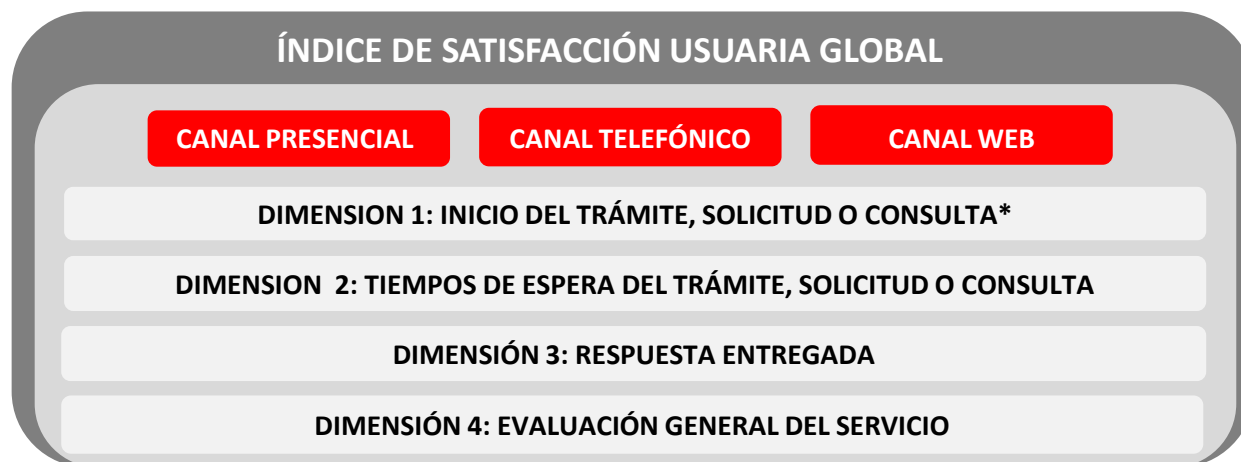 ÍNDICE DE SATISFACCIÓN USUARIA GLOBAL
CANAL PRESENCIAL
CANAL TELEFÓNICO
CANAL WEB
DIMENSION 1: INICIO DEL TRÁMITE, SOLICITUD O CONSULTA*
DIMENSION 2: TIEMPOS DE ESPERA DEL TRÁMITE, SOLICITUD O CONSULTA
DIMENSIÓN 3: RESPUESTA ENTREGADA
DIMENSIÓN 4: EVALUACIÓN GENERAL DEL SERVICIO